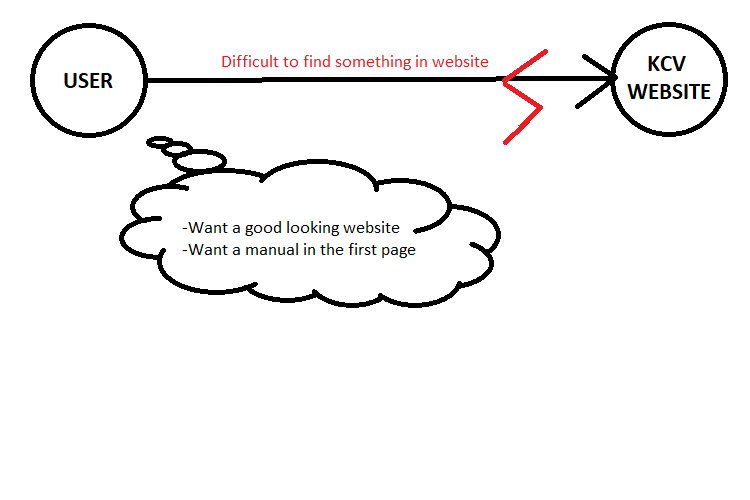 Difficult to find something in website
USER
KCV
WEBSITE
-Want a good looking website
-Want a manual in the first page